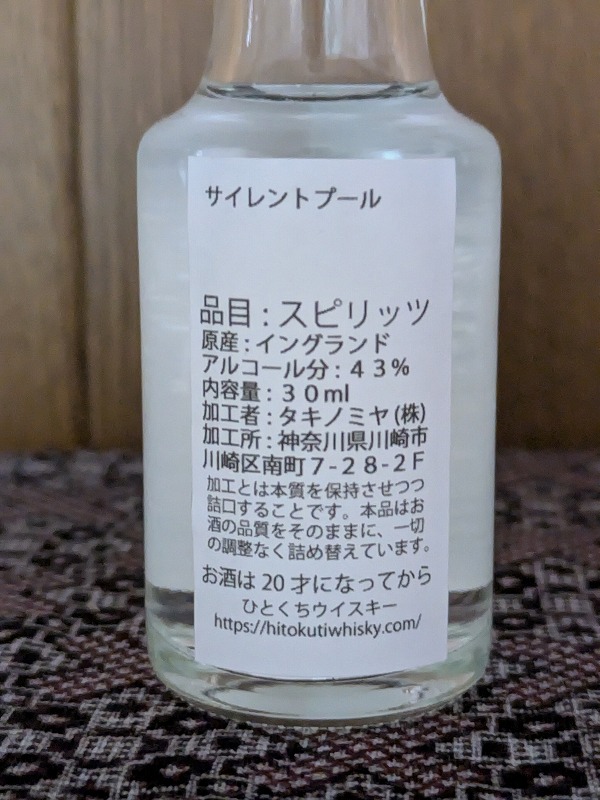 サイレントプール
品目：スピリッツ
原産：イングランド
アルコール分：４３%
内容量：３０ml
加工者：タキノミヤ(株)
加工所：神奈川県川崎市
川崎区南町７-２８-２Ｆ
加工とは本質を保持させつつ
詰口することです。本品はお
酒の品質をそのままに、一切
の調整なく詰め替えています。
お酒は 20 才になってから
ひとくちウイスキー
https://hitokutiwhisky.com/